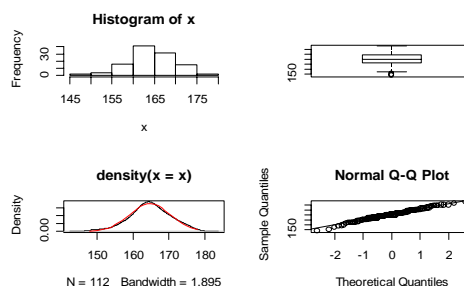 Histogram of x
Frequency
0 30
145 155 165 175
x
150
density(x = x)
Density
0.00
150 160 170 180
N = 112 Bandwidth = 1.895
Normal Q-Q Plot
Sample Quantiles
150
-2 -1 0 1 2
Theoretical Quantiles